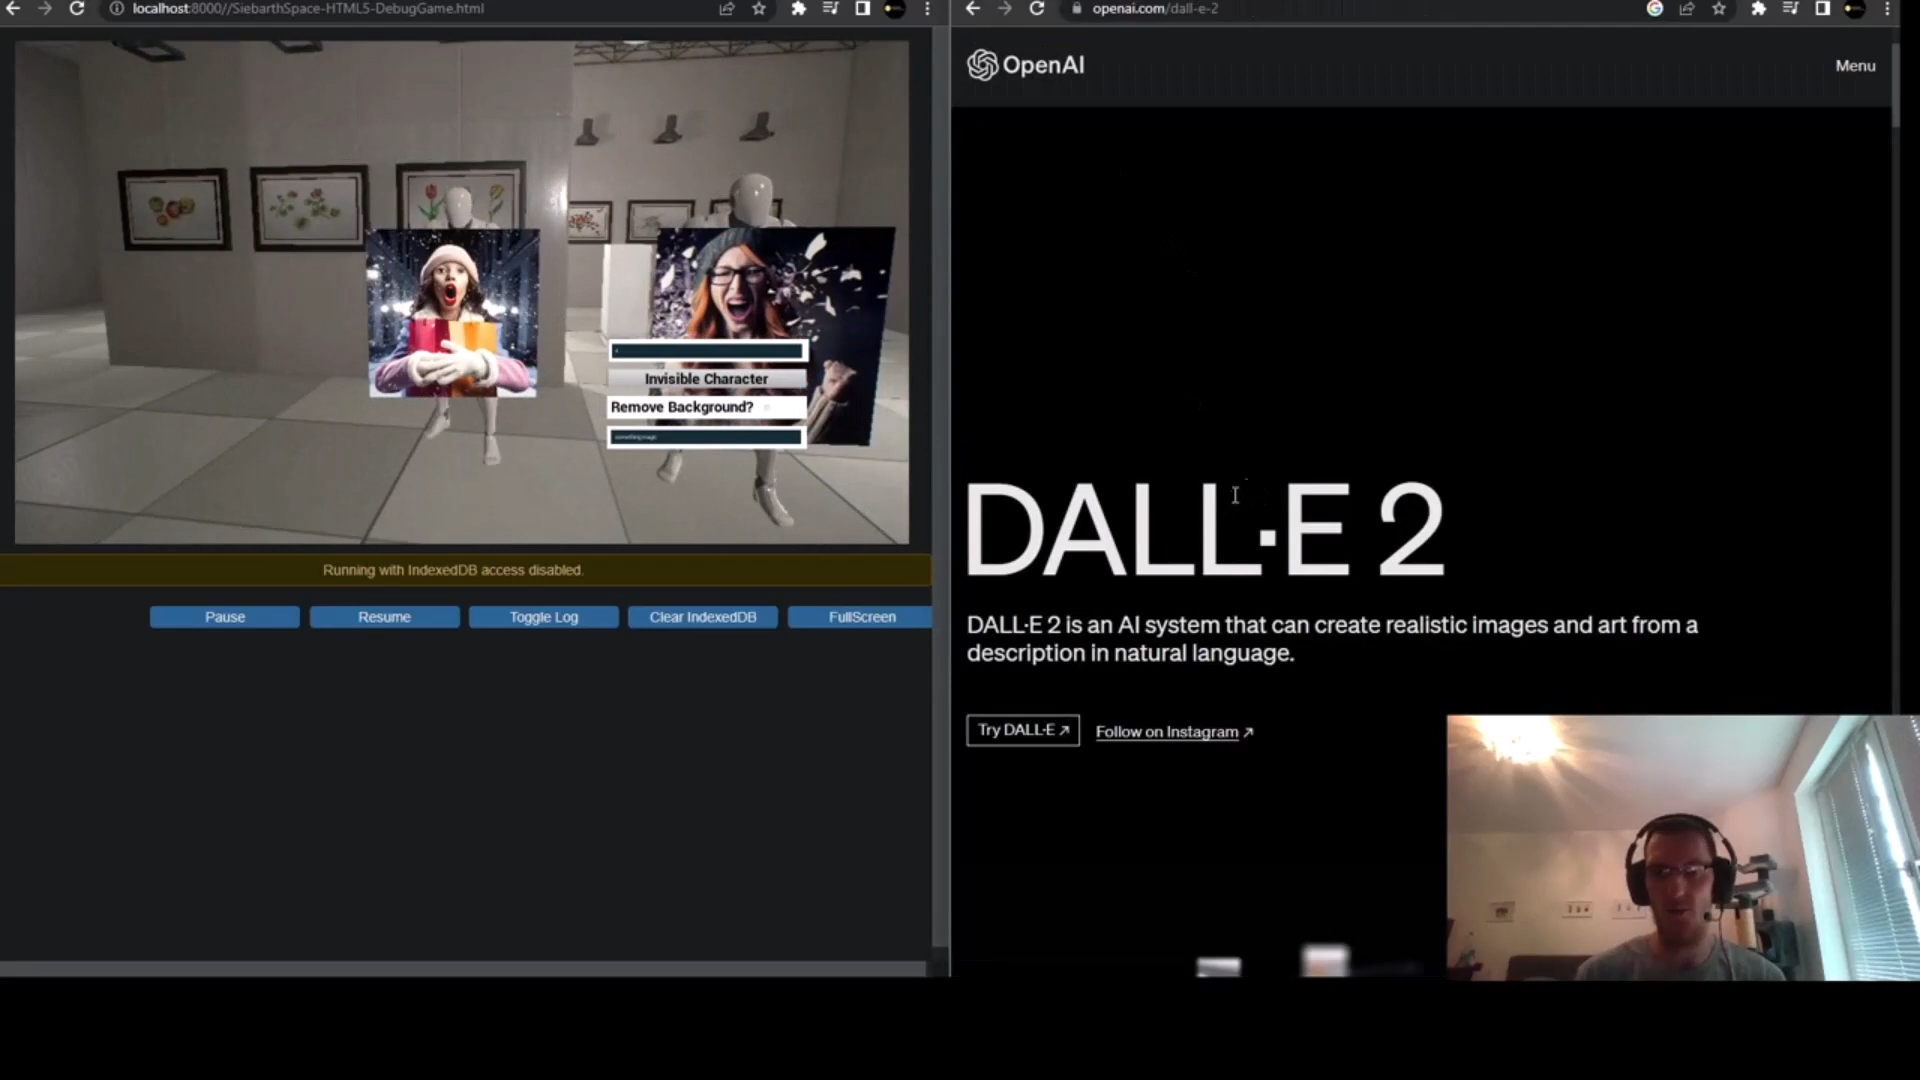 localhost:8000//SiebarthSpace-HTML5-DebugGame.html
Invisible Character
Remove Background?
Running with IndexedDB access disabled.
Pause
Resume
Toggle Log
Clear IndexedDB
FullScreen
openai.com/dall-e-2
OpenAI
Menu
DALL·E 2
DALL·E 2 is an AI system that can create realistic images and art from a
description in natural language.
Try DALL·E ↗
Follow on Instagram ↗